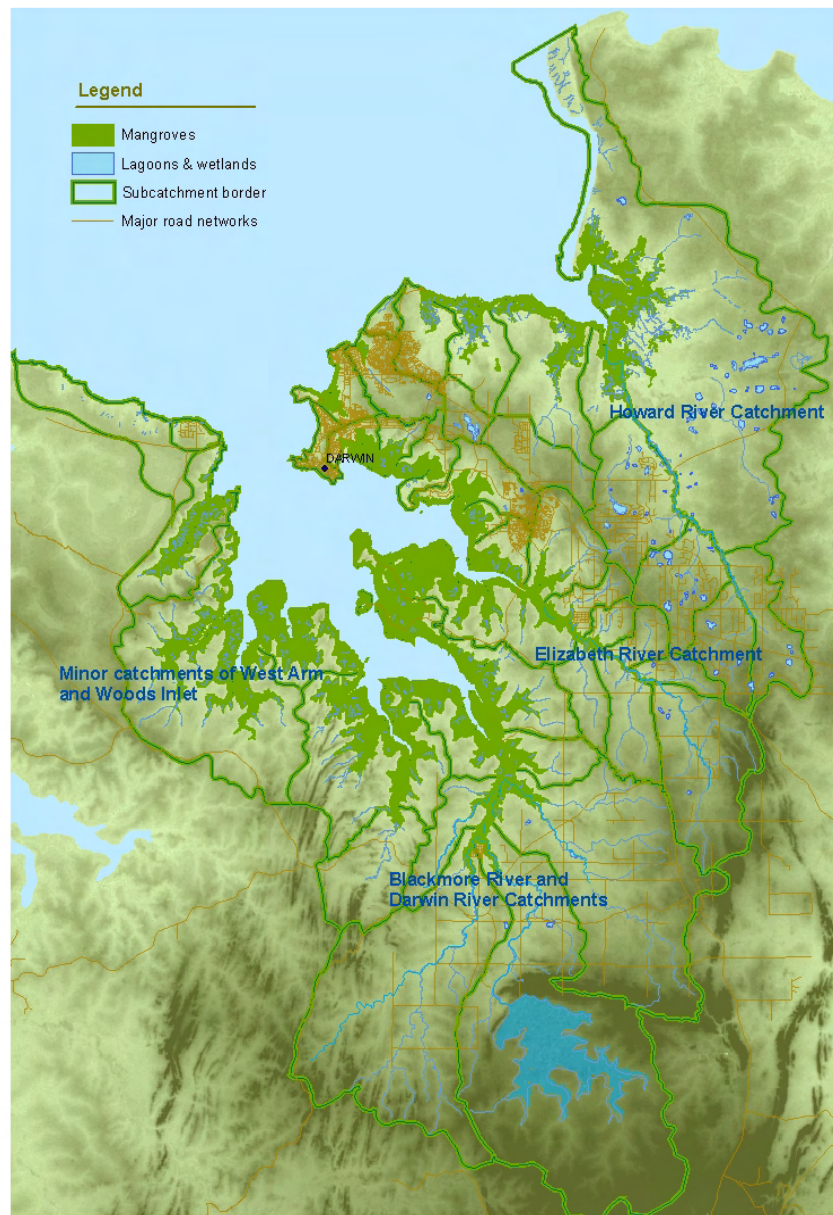 Legend
Mangroves
Lagoons & wetlands
Subcatchment border
Major road networks
Howard River Catchment
DARWIN
Elizabeth River Catchment
Minor catchments of West Arm
and Woods Inlet
Blackmore River and
Darwin River Catchments